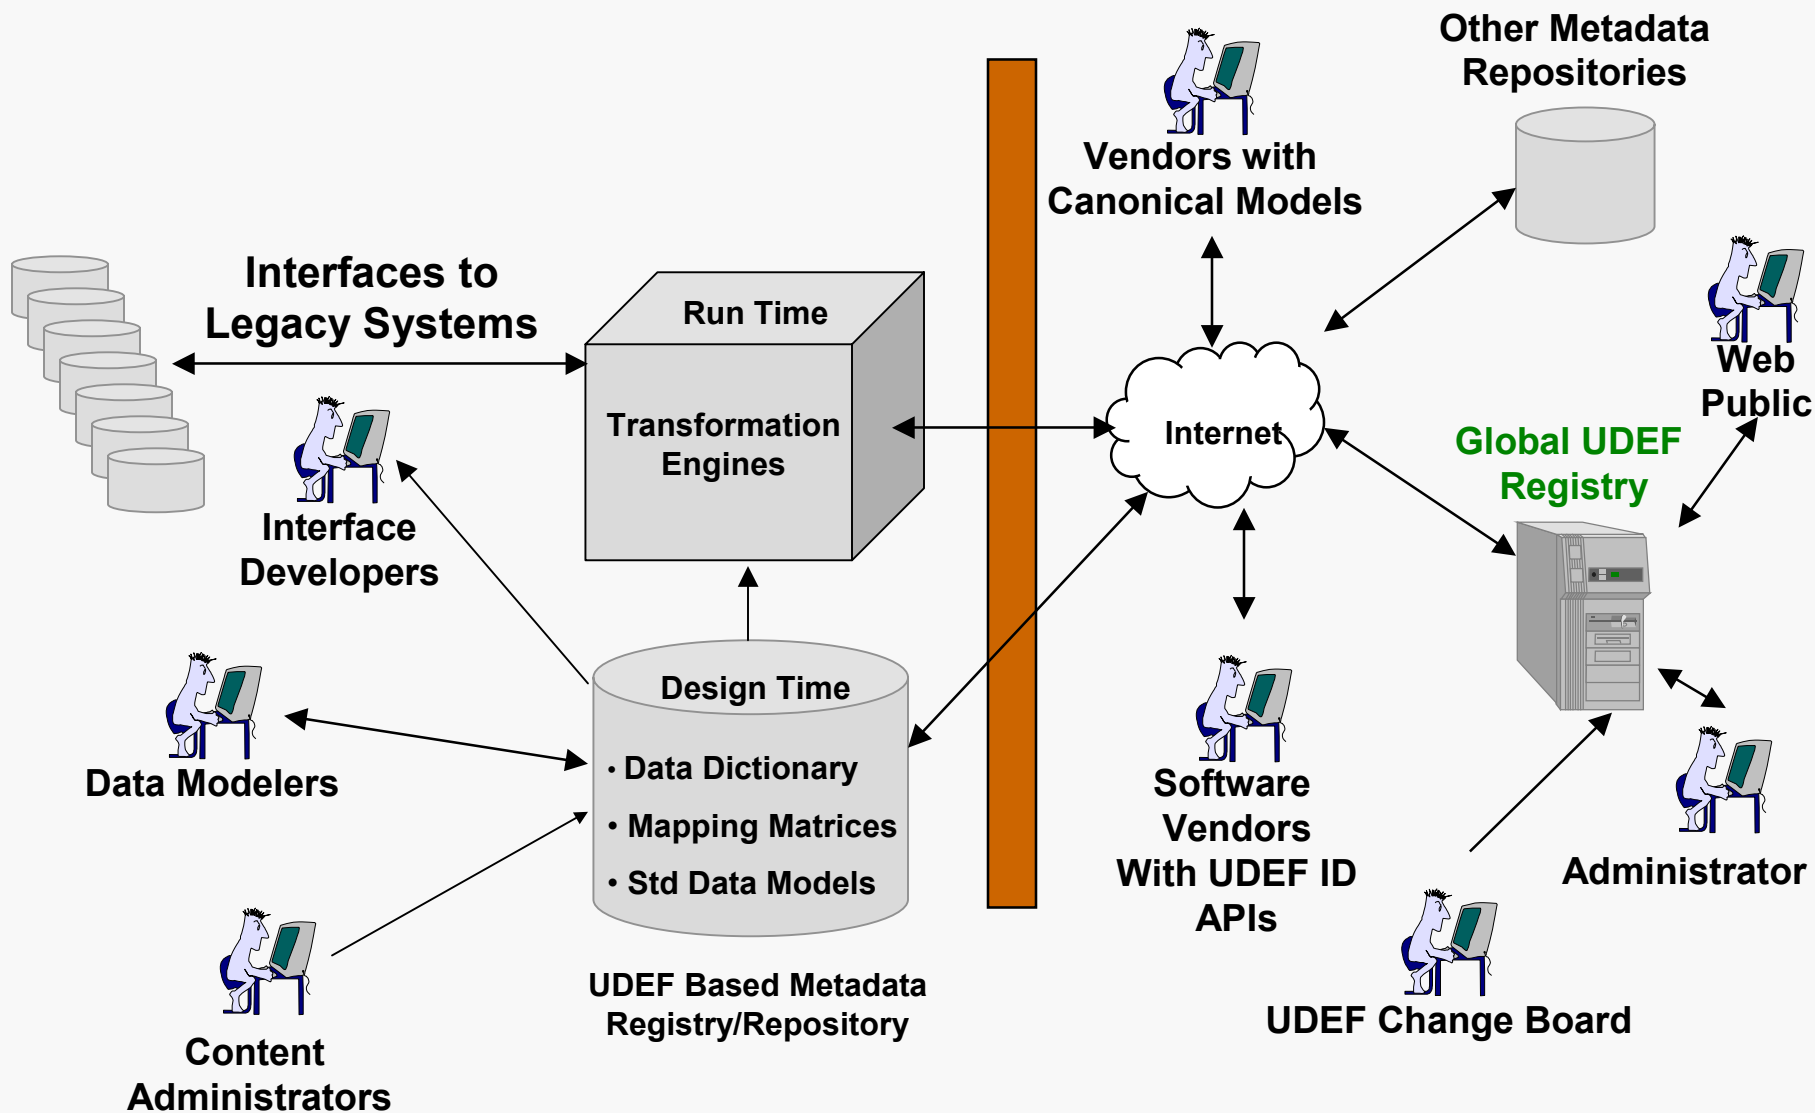 Other Metadata
Repositories
Vendors with
Canonical Models
Interfaces to
Legacy Systems
Run Time
Transformation
Engines
Internet
Web
Public
Global UDEF
Registry
Interface
Developers
Design Time
• Data Dictionary
• Mapping Matrices
• Std Data Models
Data Modelers
Software
Vendors
With UDEF ID
APIs
Administrator
UDEF Based Metadata
Registry/Repository
UDEF Change Board
Content
Administrators